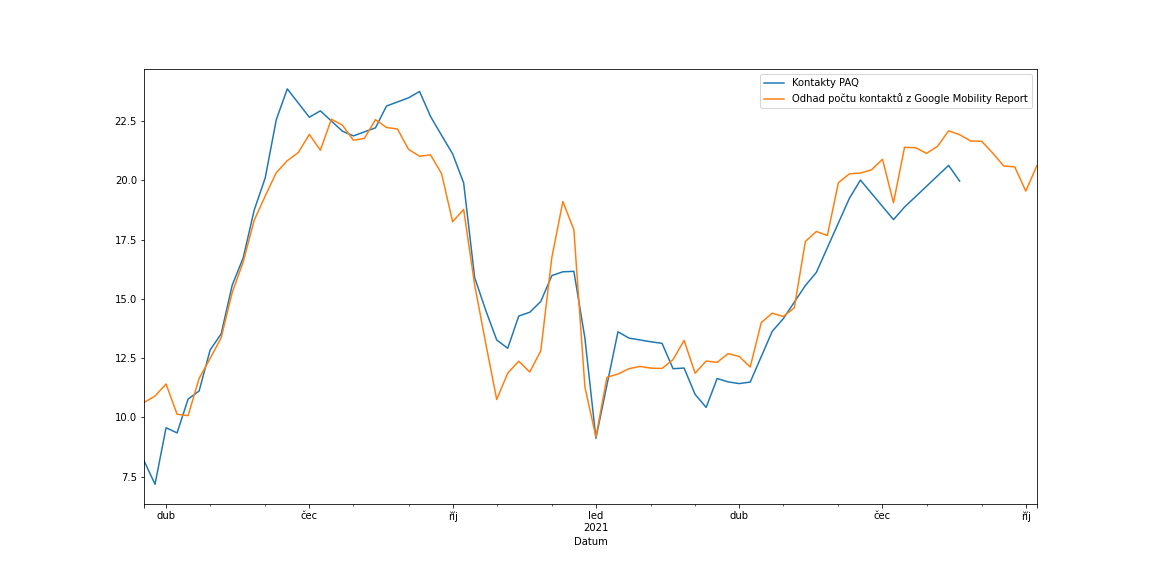 Kontakty PAQ
Odhad počtu kontaktů z Google Mobility Report
22.5
20.0
17.5
15.0
12.5
10.0
7.5
dub čec říj led dub čec říj
2021
Datum